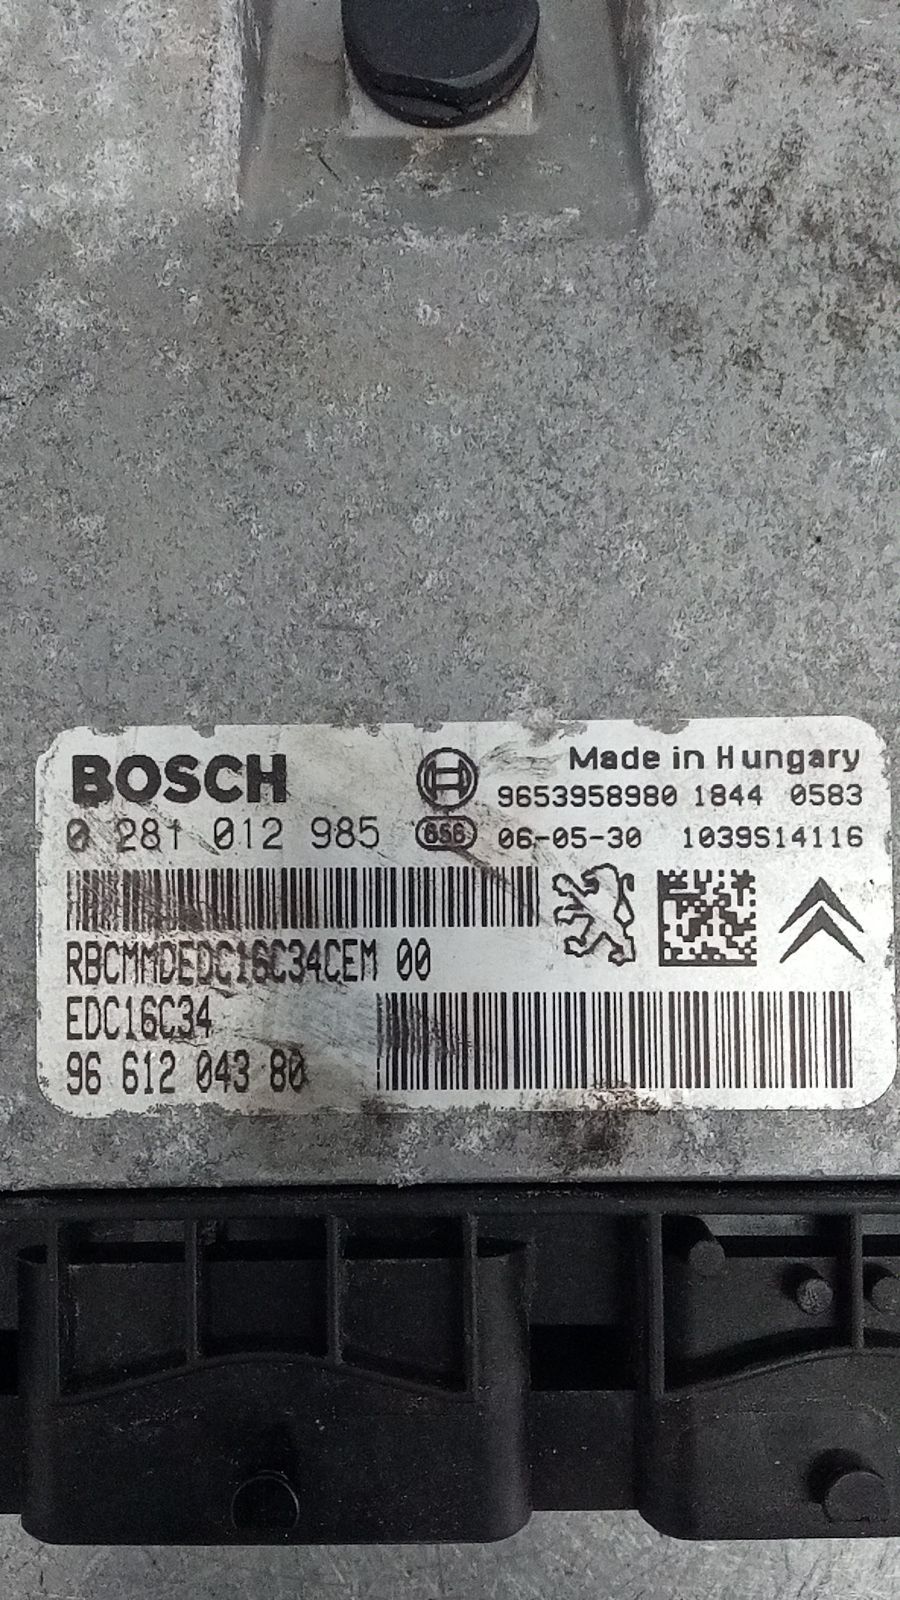 BOSCH
Made in Hungary
9653958980 1844 0583
0 281 012 985
06-05-30 1039S14116
RBCMMDEDC16C34CEM 00
EDC16C34
96 612 043 80